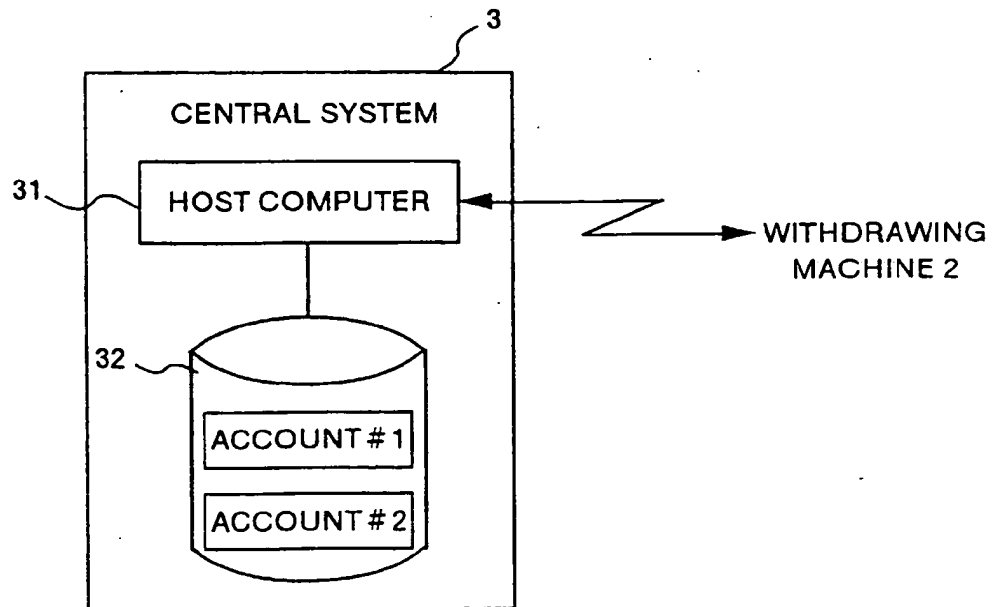 3
CENTRAL SYSTEM
31
HOST COMPUTER
WITHDRAWING
MACHINE 2
32
ACCOUNT #1
ACCOUNT #2